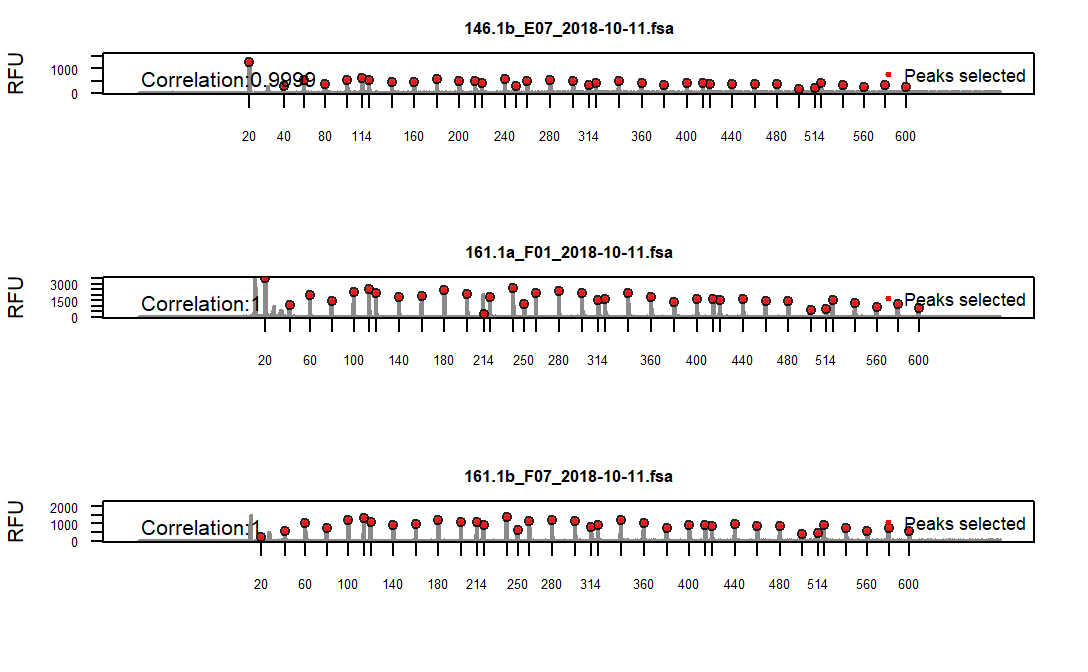 146.1b_E07_2018-10-11.fsa
RFU
1000
0
Correlation:0.9999
Peaks selected
20 40 80 114 160 200 240 280 314 360 400 440 480 514 560 600
161.1a_F01_2018-10-11.fsa
RFU
3000
1500
0
Correlation:1
Peaks selected
20 60 100 140 180 214 250 280 314 360 400 440 480 514 560 600
161.1b_F07_2018-10-11.fsa
RFU
2000
1000
0
Correlation:1
Peaks selected
20 60 100 140 180 214 250 280 314 360 400 440 480 514 560 600